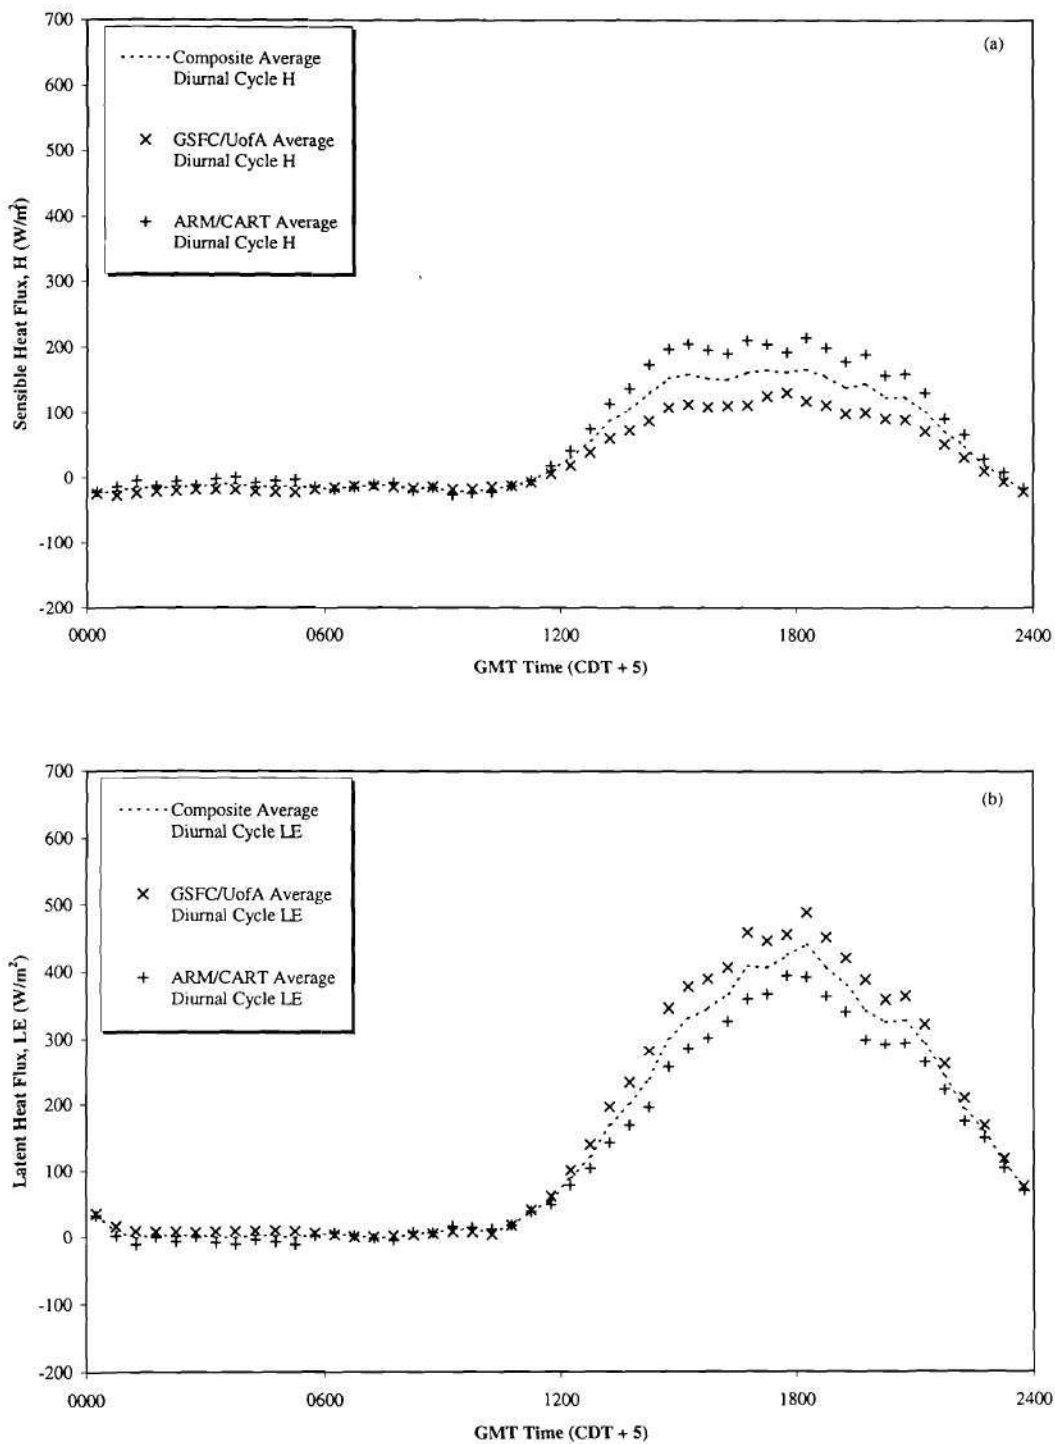 700
600
500
400
300
200
100
0
-100
-200
Sensible Heat Flux, H (W/m²)
(a)
Composite Average
Diurnal Cycle H
GSFC/UofA Average
Diurnal Cycle H
ARM/CART Average
Diurnal Cycle H
0000
0600
1200
1800
2400
GMT Time (CDT + 5)
700
600
500
400
300
200
100
0
-100
-200
Latent Heat Flux, LE (W/m²)
(b)
Composite Average
Diurnal Cycle LE
GSFC/UofA Average
Diurnal Cycle LE
ARM/CART Average
Diurnal Cycle LE
0000
0600
1200
1800
2400
GMT Time (CDT + 5)